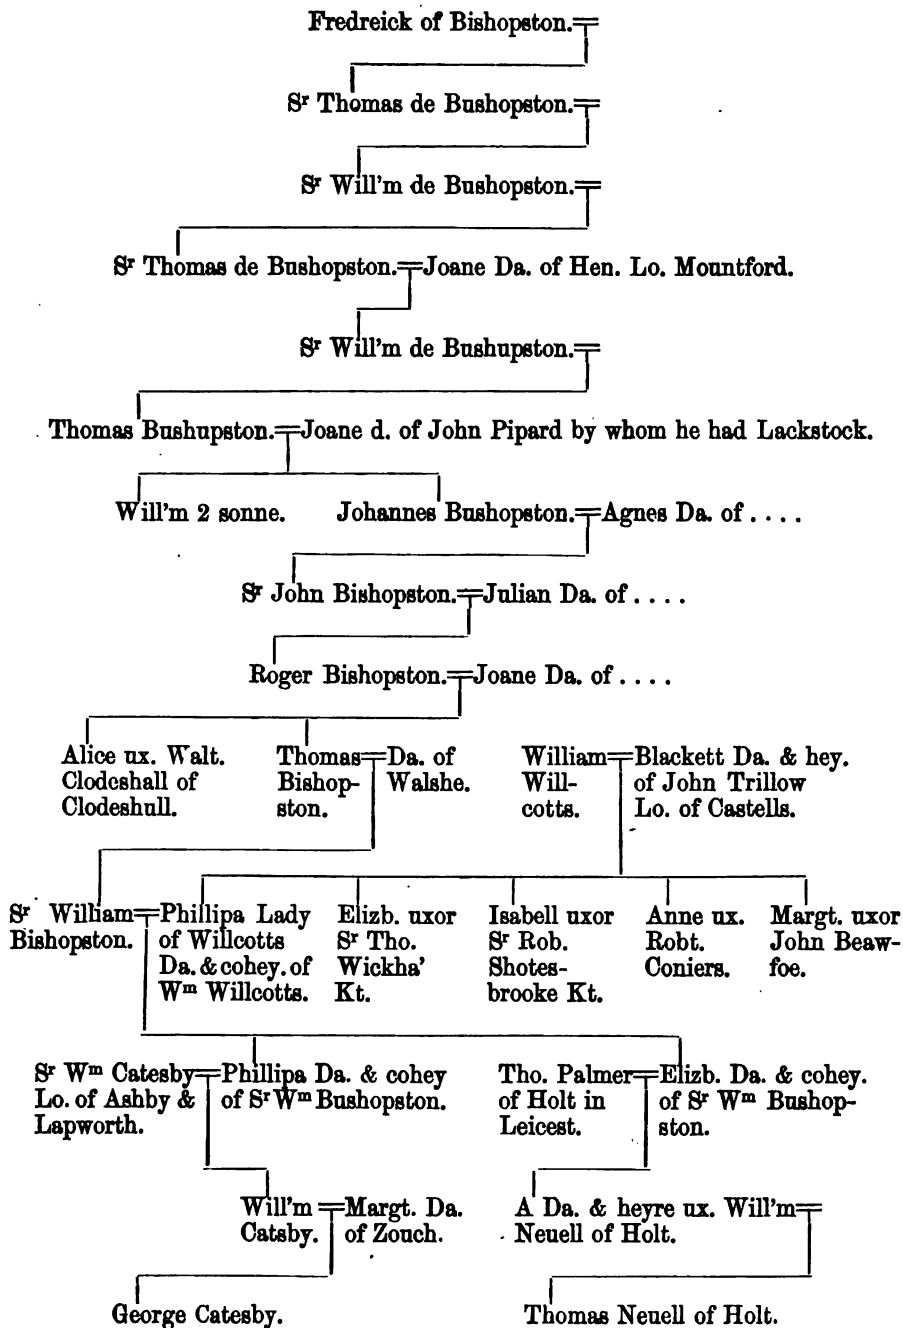 Fredreick of Bishopston.
Sr Thomas de Bushopston.
Sr Will'm de Bushopston.
Sr Thomas de Bushopston.=Joane Da. of Hen. Lo. Mountford.
Sr Will'm de Bushupston.
Thomas Bushupston.=Joane d. of John Pipard by whom he had Lackstock.
Will'm 2 sonne.
Johannes Bushopston.=Agnes Da. of . . . .
Sr John Bishopston.=Julian Da. of . . . .
Roger Bishopston.=Joane Da. of . . . .
Alice ux. Walt.
Clodeshall of
Clodeshull.
Thomas
Bishop-
ston.
Da. of
Walshe.
William
Will-
cotts.
Blackett Da. & hey.
of John Trillow
Lo. of Castells.
Sr William
Bishopston.
Phillipa Lady
of Willcotts
Da. & cohey. of
Wm Willcotts.
Elizb. uxor
Sr Tho.
Wickha'
Kt.
Isabell uxor
Sr Rob.
Shotes-
brooke Kt.
Anne ux.
Robt.
Coniers.
Margt. uxor
John Beaw-
foe.
Sr Wm Catesby
Lo. of Ashby &
Lapworth.
Phillipa Da. & cohey
of Sr Wm Bushopston.
Tho. Palmer
of Holt in
Leicest.
Elizb. Da. & cohey.
of Sr Wm Bushop-
ston.
Will'm
Catsby.
Margt. Da.
of Zouch.
A Da. & heyre ux. Will'm
Neuell of Holt.
George Catesby.
Thomas Neuell of Holt.